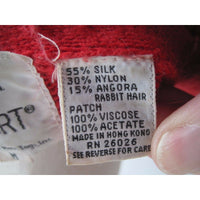 55% SILK
30% NYLON
15% ANGORA
RABBIT HAIR
PATCH
100% VISCOSE
100% ACETATE
MADE IN HONG KONG
RN 26026
SEE REVERSE FOR CARE
RT